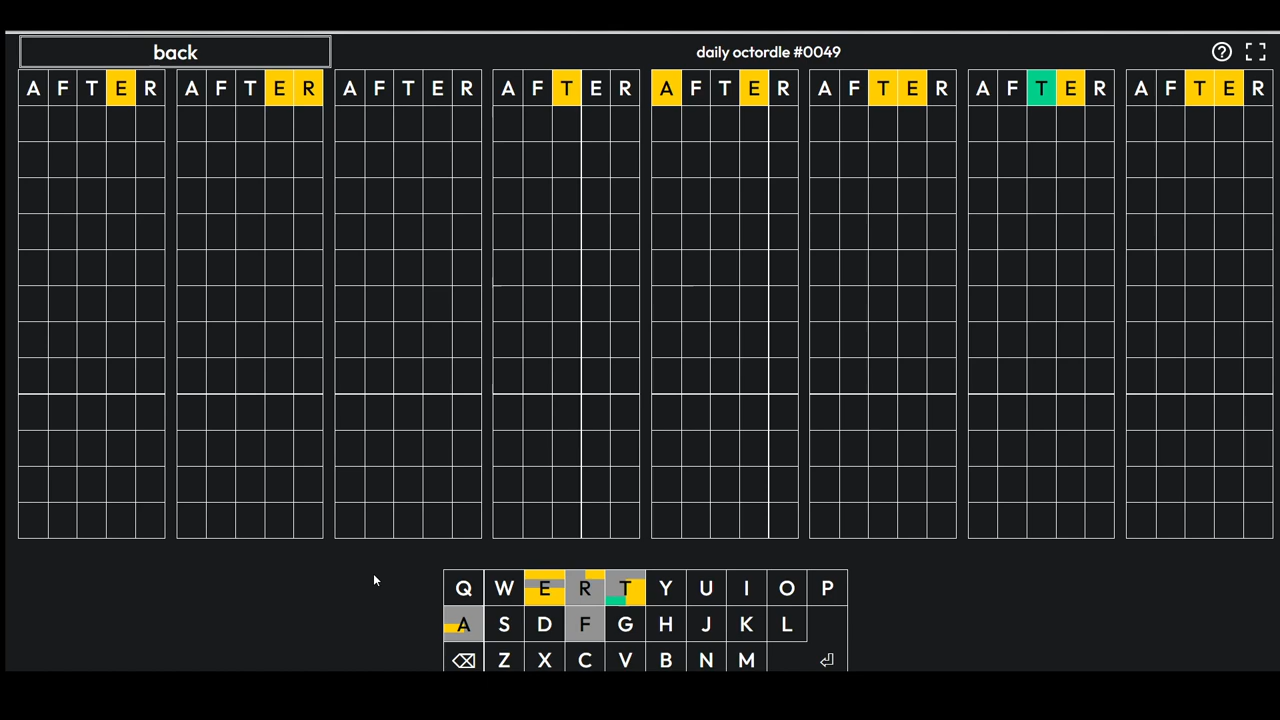 back
daily octordle #0049
A F T E R A F T E R A F T E R A F T E R A F T E R A F T E R A F T E R A F T E R
Q W E R T Y U I O P
A S D F G H J K L
Z X C V B N M